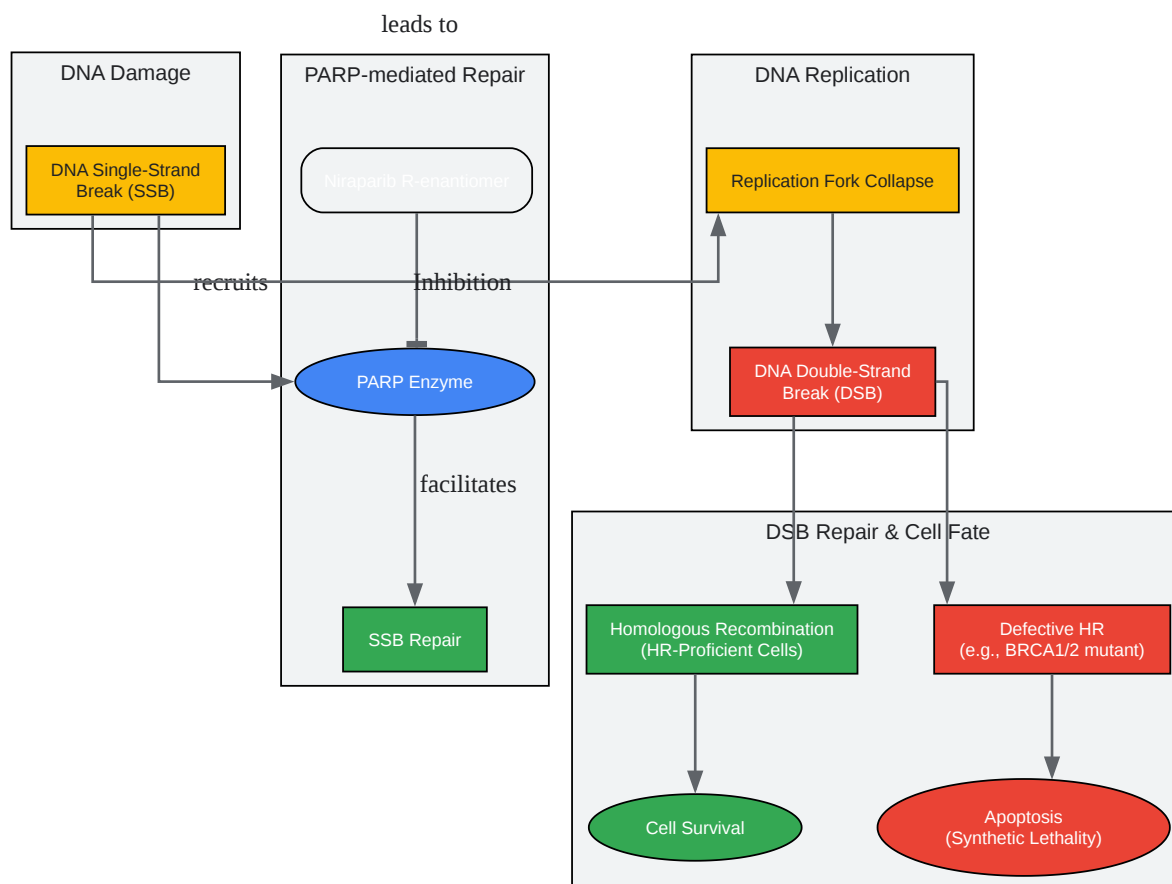 leads to
DNA Damage
PARP-mediated Repair
DNA Replication
DNA Single-Strand
Break (SSB)
Niraparib R-enantiomer
Replication Fork Collapse
recruits
Inhibition
PARP Enzyme
DNA Double-Strand
Break (DSB)
facilitates
DSB Repair & Cell Fate
SSB Repair
Homologous Recombination
(HR-Proficient Cells)
Defective HR
(e.g., BRCA1/2 mutant)
Cell Survival
Apoptosis
(Synthetic Lethality)